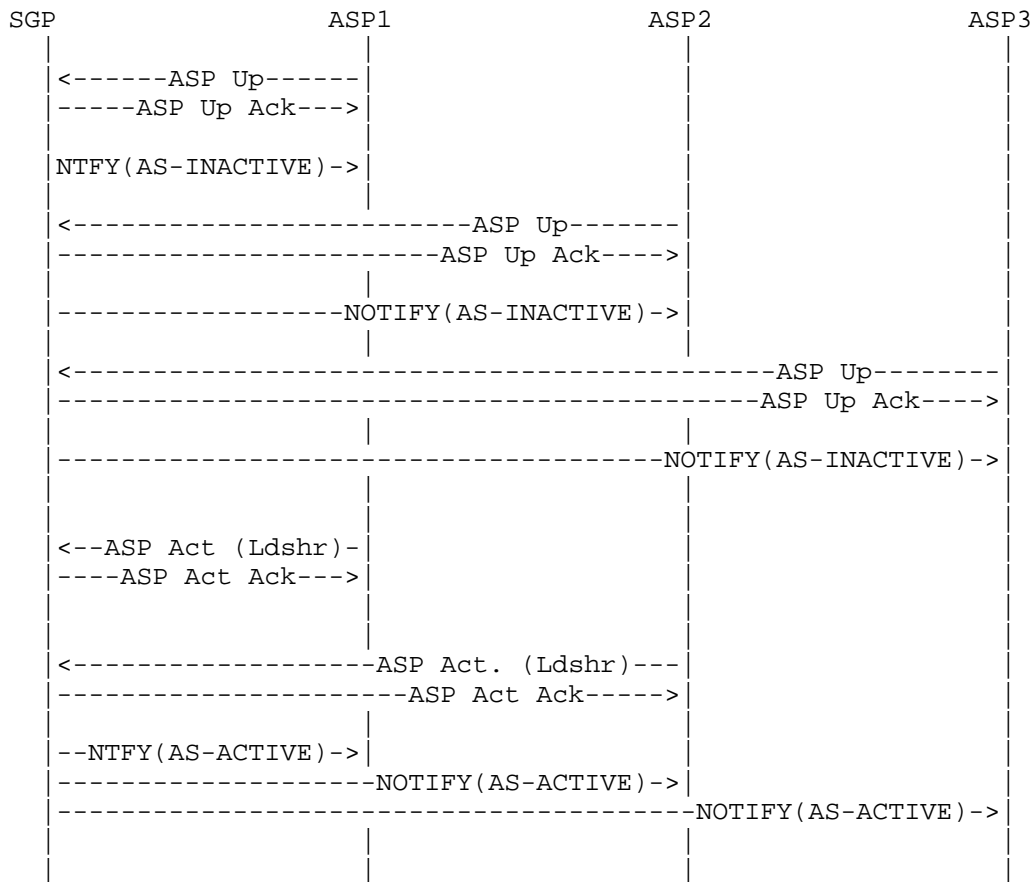 SGP ASP1 ASP2 ASP3
<------ASP Up------
-----ASP Up Ack--->
NTFY(AS-INACTIVE)->
<-------------------------ASP Up-------
------------------------ASP Up Ack---->
------------------NOTIFY(AS-INACTIVE)->
<--------------------------------------------ASP Up--------
--------------------------------------------ASP Up Ack---->
--------------------------------------NOTIFY(AS-INACTIVE)->
<--ASP Act (Ldshr)-
----ASP Act Ack--->
<-------------------ASP Act. (Ldshr)---
----------------------ASP Act Ack----->
--NTFY(AS-ACTIVE)->
--------------------NOTIFY(AS-ACTIVE)->
----------------------------------------NOTIFY(AS-ACTIVE)->